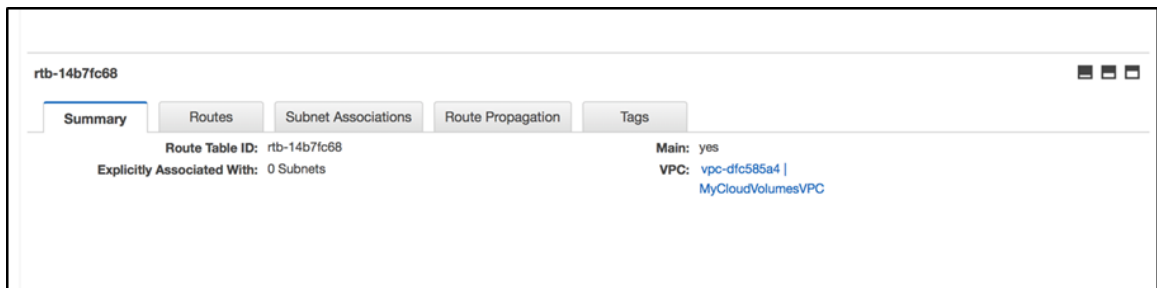 rtb-14b7fc68
Summary Routes Subnet Associations Route Propagation Tags
Route Table ID: rtb-14b7fc68 Main: yes
Explicitly Associated With: 0 Subnets VPC: vpc-dfc585a4 |
MyCloudVolumesVPC